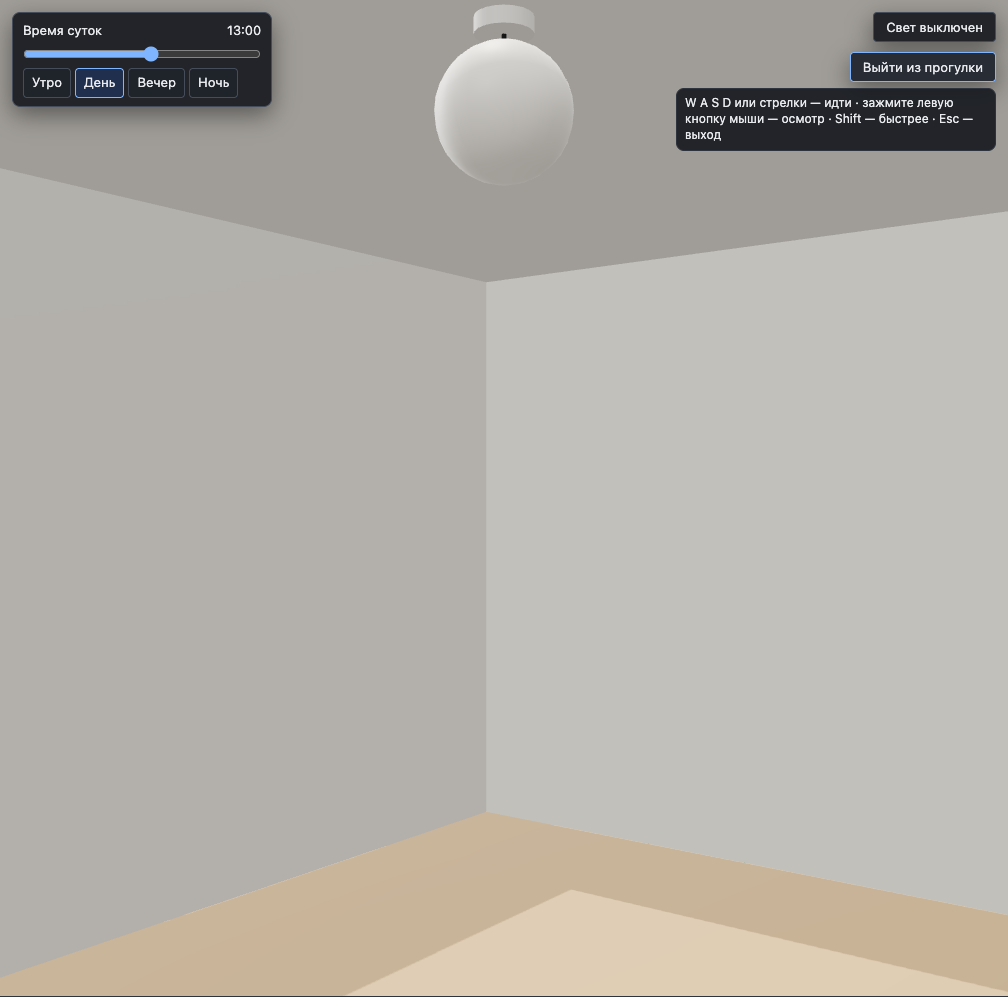 Время суток 13:00
Утро День Вечер Ночь
Свет выключен
Выйти из прогулки
W A S D или стрелки — идти · зажмите левую
кнопку мыши — осмотр · Shift — быстрее · Esc —
выход